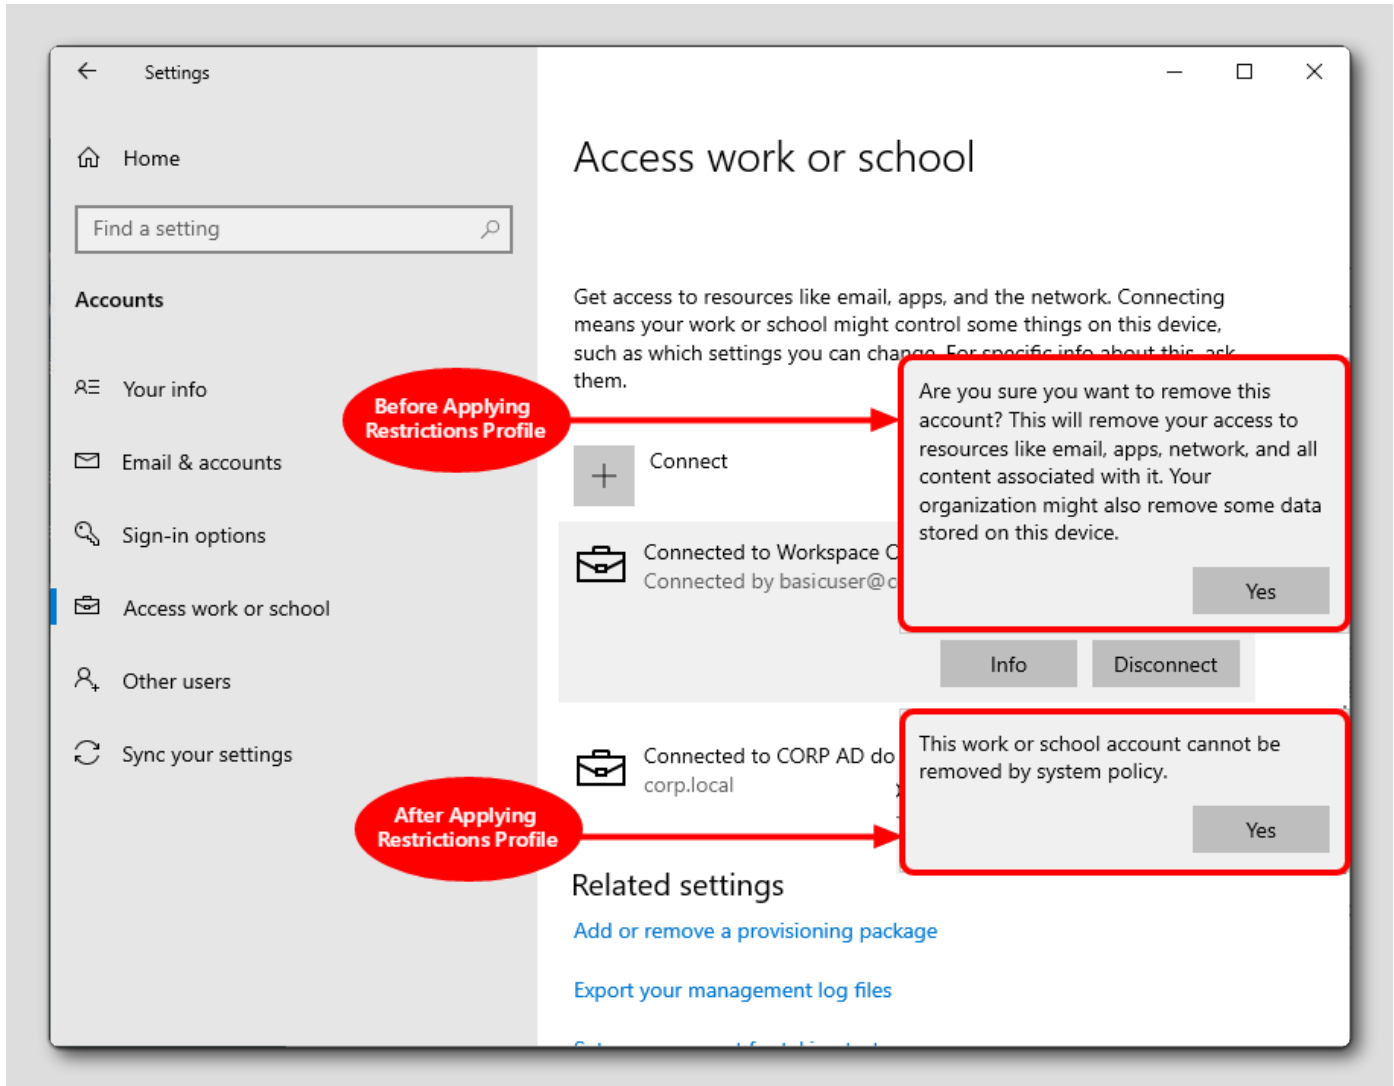 Settings
Home
Find a setting
Accounts
Your info
Email & accounts
Sign-in options
Access work or school
Other users
Sync your settings
Access work or school
Get access to resources like email, apps, and the network. Connecting
means your work or school might control some things on this device,
such as which settings you can change. For specific info about this, ask
them.
Before Applying
Restrictions Profile
Are you sure you want to remove this
account? This will remove your access to
resources like email, apps, network, and all
content associated with it. Your
organization might also remove some data
stored on this device.
Yes
Connect
Connected to Workspace
Connected by basicuser@
Info
Disconnect
Connected to CORP AD do
corp.local
After Applying
Restrictions Profile
This work or school account cannot be
removed by system policy.
Yes
Related settings
Add or remove a provisioning package
Export your management log files